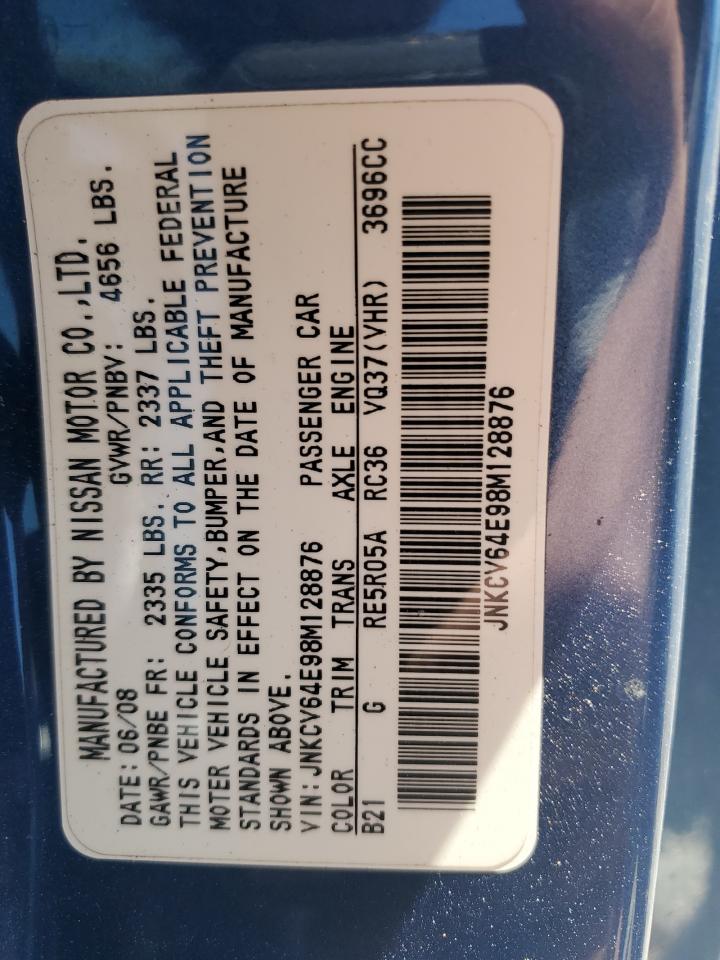 MANUFACTURED BY NISSAN MOTOR CO.,LTD.
DATE: 06/08 GVWR/PNBV: 4656 LBS.
GAWR/PNBE FR: 2335 LBS. RR: 2337 LBS.
THIS VEHICLE CONFORMS TO ALL APPLICABLE FEDERAL
MOTER VEHICLE SAFETY,BUMPER,AND THEFT PREVENTION
STANDARDS IN EFFECT ON THE DATE OF MANUFACTURE
SHOWN ABOVE.
VIN:JNKCV64E98M128876 PASSENGER CAR
COLOR TRIM TRANS AXLE ENGINE
B21 G RE5R05A RC36 VQ37(VHR) 3696CC
JNKCV64E98M128876